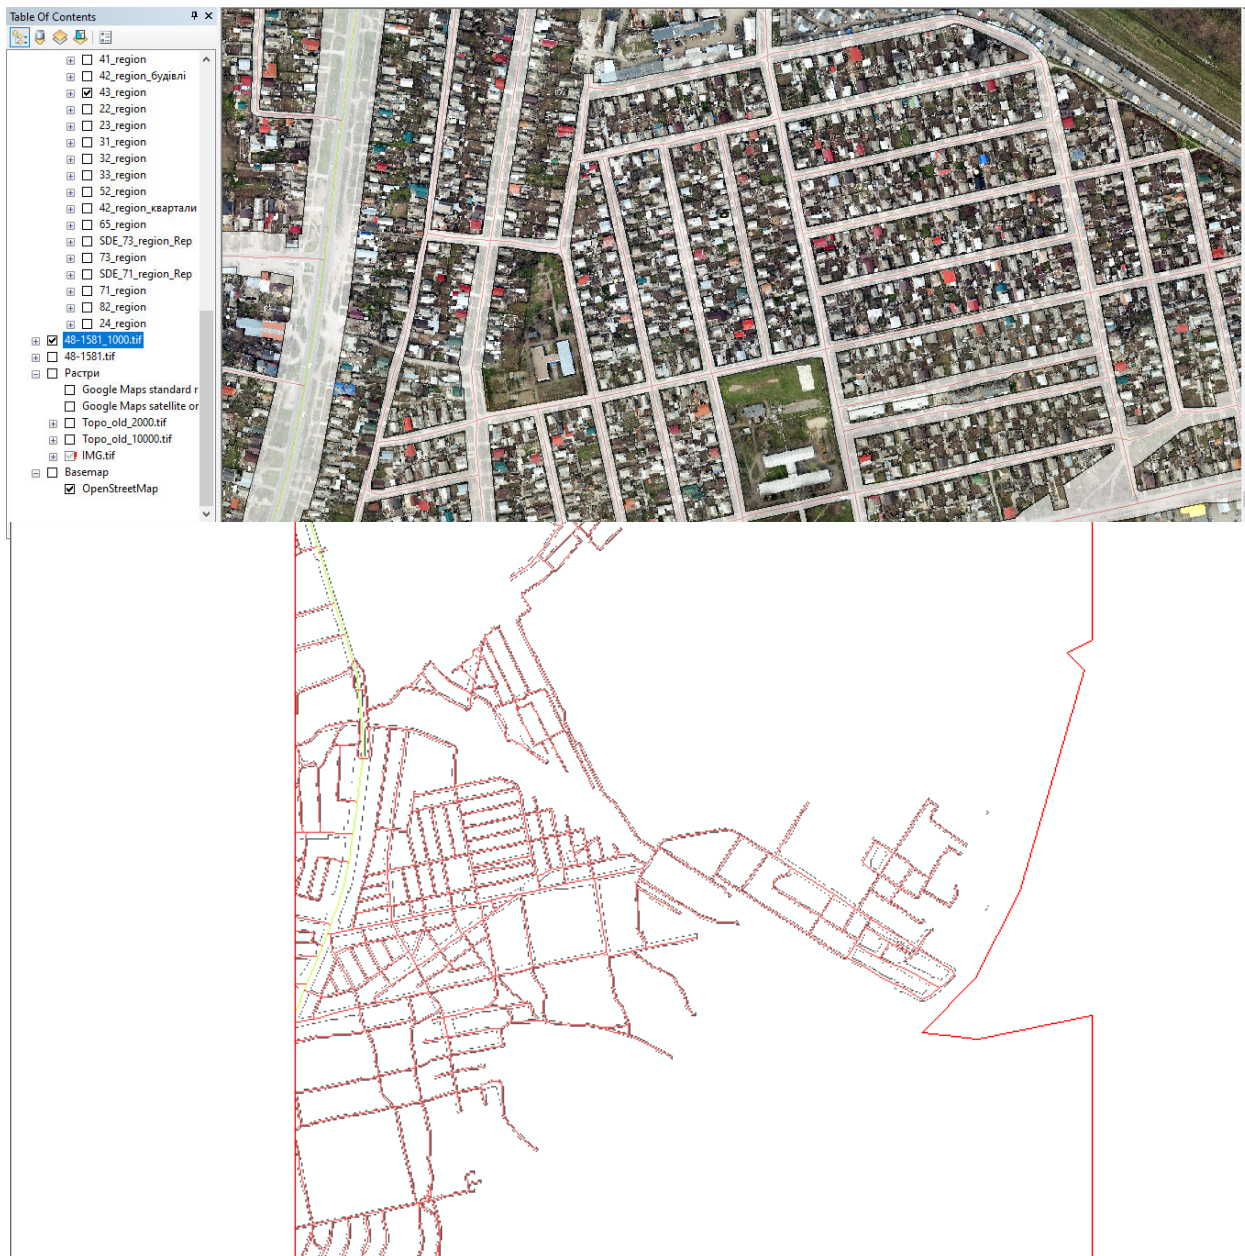 Table Of Contents
41_region
42_region_будівлі
43_region
22_region
23_region
31_region
32_region
33_region
52_region
42_region_квартали
65_region
SDE_73_region_Rep
73_region
SDE_71_region_Rep
71_region
82_region
24_region
48-1581_1000.tif
48-1581.tif
Растри
Google Maps standard r
Google Maps satellite or
Topo_old_2000.tif
Topo_old_10000.tif
IMG.tif
Basemap
OpenStreetMap